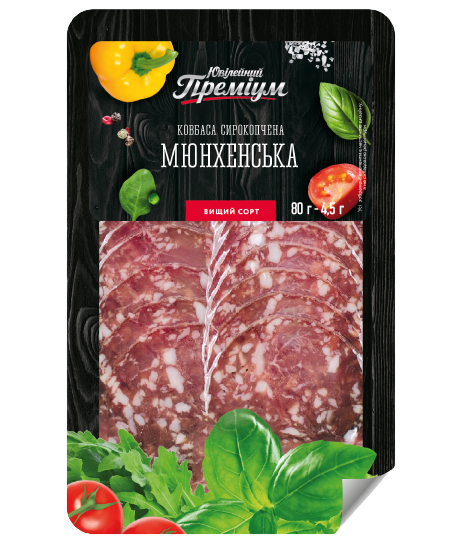 Ювілейний
Преміум
КОВБАСА СИРОКОПЧЕНА
МЮНХЕНСЬКА
ВИЩИЙ СОРТ
80 г - 4,5 г